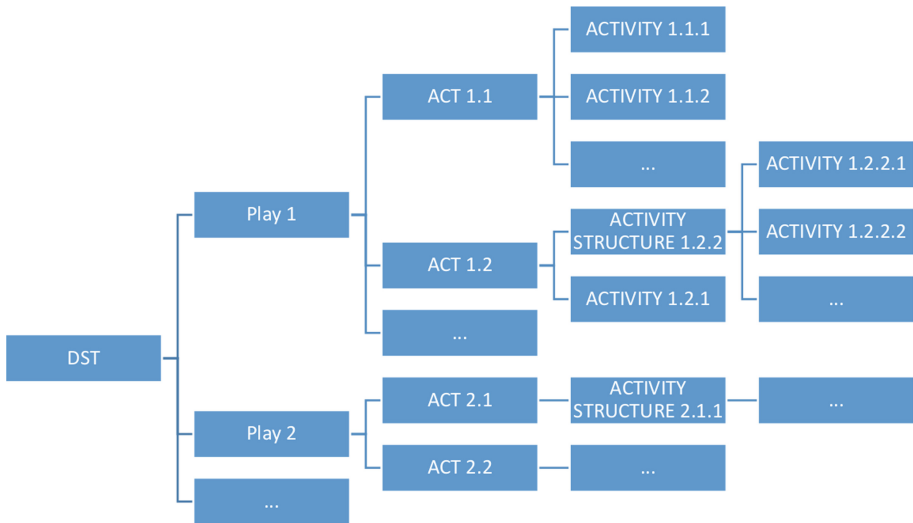 DST
Play 1
ACT 1.1
ACTIVITY 1.1.1
ACTIVITY 1.1.2
...
ACT 1.2
ACTIVITY
STRUCTURE 1.2.2
ACTIVITY 1.2.2.1
ACTIVITY 1.2.2.2
...
ACTIVITY 1.2.1
...
Play 2
ACT 2.1
ACTIVITY
STRUCTURE 2.1.1
...
ACT 2.2
...
...